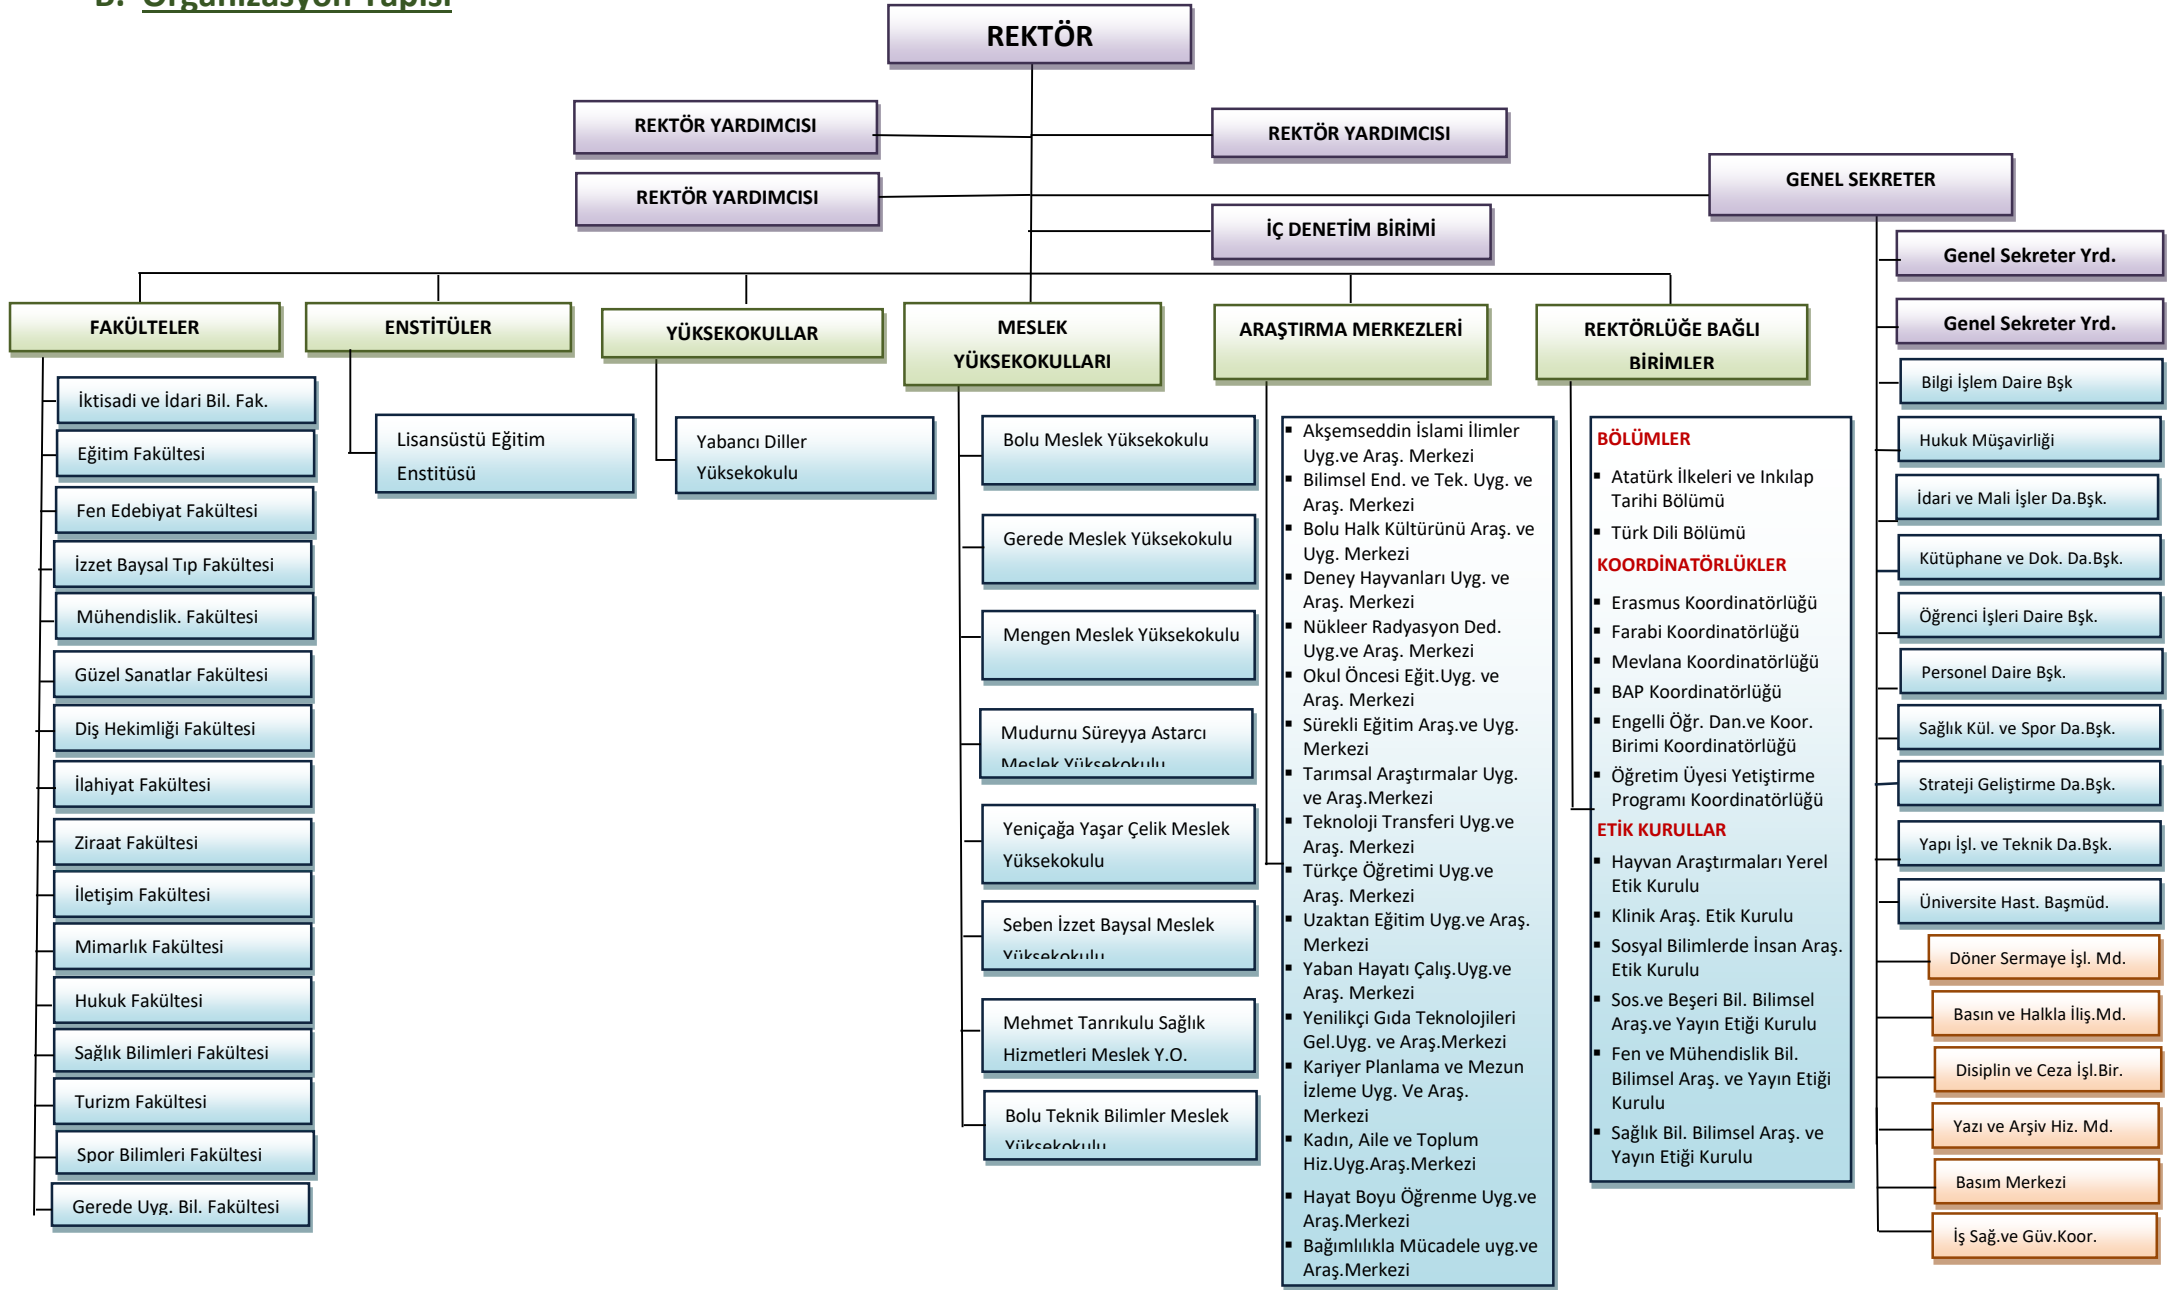 B. Organizasyon Yapısı
REKTÖR
REKTÖR YARDIMCISI
REKTÖR YARDIMCISI
REKTÖR YARDIMCISI
GENEL SEKRETER
İÇ DENETİM BİRİMİ
FAKÜLTELER
İktisadi ve İdari Bil. Fak.
Eğitim Fakültesi
Fen Edebiyat Fakültesi
İzzet Baysal Tıp Fakültesi
Mühendislik. Fakültesi
Güzel Sanatlar Fakültesi
Diş Hekimliği Fakültesi
İlahiyat Fakültesi
Ziraat Fakültesi
İletişim Fakültesi
Mimarlık Fakültesi
Hukuk Fakültesi
Sağlık Bilimleri Fakültesi
Turizm Fakültesi
Spor Bilimleri Fakültesi
Gerede Uyg. Bil. Fakültesi
ENSTİTÜLER
Lisansüstü Eğitim
Enstitüsü
YÜKSEKOKULLAR
Yabancı Diller
Yüksekokulu
MESLEK
YÜKSEKOKULLARI
Bolu Meslek Yüksekokulu
Gerede Meslek Yüksekokulu
Mengen Meslek Yüksekokulu
Mudurnu Süreyya Astarcı
Meslek Yüksekokulu
Yeniçağa Yaşar Çelik Meslek
Yüksekokulu
Seben İzzet Baysal Meslek
Yüksekokulu
Mehmet Tanrıkulu Sağlık
Hizmetleri Meslek Y.O.
Bolu Teknik Bilimler Meslek
Yüksekokulu
ARAŞTIRMA MERKEZLERİ
▪ Akşemseddin İslami İlimler
Uyg.ve Araş. Merkezi
▪ Bilimsel End. ve Tek. Uyg. ve
Araş. Merkezi
▪ Bolu Halk Kültürünü Araş. ve
Uyg. Merkezi
▪ Deney Hayvanları Uyg. ve
Araş. Merkezi
▪ Nükleer Radyasyon Ded.
Uyg.ve Araş. Merkezi
▪ Okul Öncesi Eğit.Uyg. ve
Araş. Merkezi
▪ Sürekli Eğitim Araş.ve Uyg.
Merkezi
▪ Tarımsal Araştırmalar Uyg.
ve Araş.Merkezi
▪ Teknoloji Transferi Uyg.ve
Araş. Merkezi
▪ Türkçe Öğretimi Uyg.ve
Araş. Merkezi
▪ Uzaktan Eğitim Uyg.ve Araş.
Merkezi
▪ Yaban Hayatı Çalış.Uyg.ve
Araş. Merkezi
▪ Yenilikçi Gıda Teknolojileri
Gel.Uyg. ve Araş.Merkezi
▪ Kariyer Planlama ve Mezun
İzleme Uyg. Ve Araş.
Merkezi
▪ Kadın, Aile ve Toplum
Hiz.Uyg.Araş.Merkezi
▪ Hayat Boyu Öğrenme Uyg.ve
Araş.Merkezi
▪ Bağımlılıkla Mücadele uyg.ve
Araş.Merkezi
REKTÖRLÜĞE BAĞLI
BİRİMLER
BÖLÜMLER
▪ Atatürk İlkeleri ve Inkılap
Tarihi Bölümü
▪ Türk Dili Bölümü
KOORDİNATÖRLÜKLER
▪ Erasmus Koordinatörlüğü
▪ Farabi Koordinatörlüğü
▪ Mevlana Koordinatörlüğü
▪ BAP Koordinatörlüğü
▪ Engelli Öğr. Dan.ve Koor.
Birimi Koordinatörlüğü
▪ Öğretim Üyesi Yetiştirme
Programı Koordinatörlüğü
ETİK KURULLAR
▪ Hayvan Araştırmaları Yerel
Etik Kurulu
▪ Klinik Araş. Etik Kurulu
▪ Sosyal Bilimlerde İnsan Araş.
Etik Kurulu
▪ Sos.ve Beşeri Bil. Bilimsel
Araş.ve Yayın Etiği Kurulu
▪ Fen ve Mühendislik Bil.
Bilimsel Araş. ve Yayın Etiği
Kurulu
▪ Sağlık Bil. Bilimsel Araş. ve
Yayın Etiği Kurulu
Genel Sekreter Yrd.
Genel Sekreter Yrd.
Bilgi İşlem Daire Bşk
Hukuk Müşavirliği
İdari ve Mali İşler Da.Bşk.
Kütüphane ve Dok. Da.Bşk.
Öğrenci İşleri Daire Bşk.
Personel Daire Bşk.
Sağlık Kül. ve Spor Da.Bşk.
Strateji Geliştirme Da.Bşk.
Yapı İşl. ve Teknik Da.Bşk.
Üniversite Hast. Başmüd.
Döner Sermaye İşl. Md.
Basın ve Halkla İliş.Md.
Disiplin ve Ceza İşl.Bir.
Yazı ve Arşiv Hiz. Md.
Basım Merkezi
İş Sağ.ve Güv.Koor.